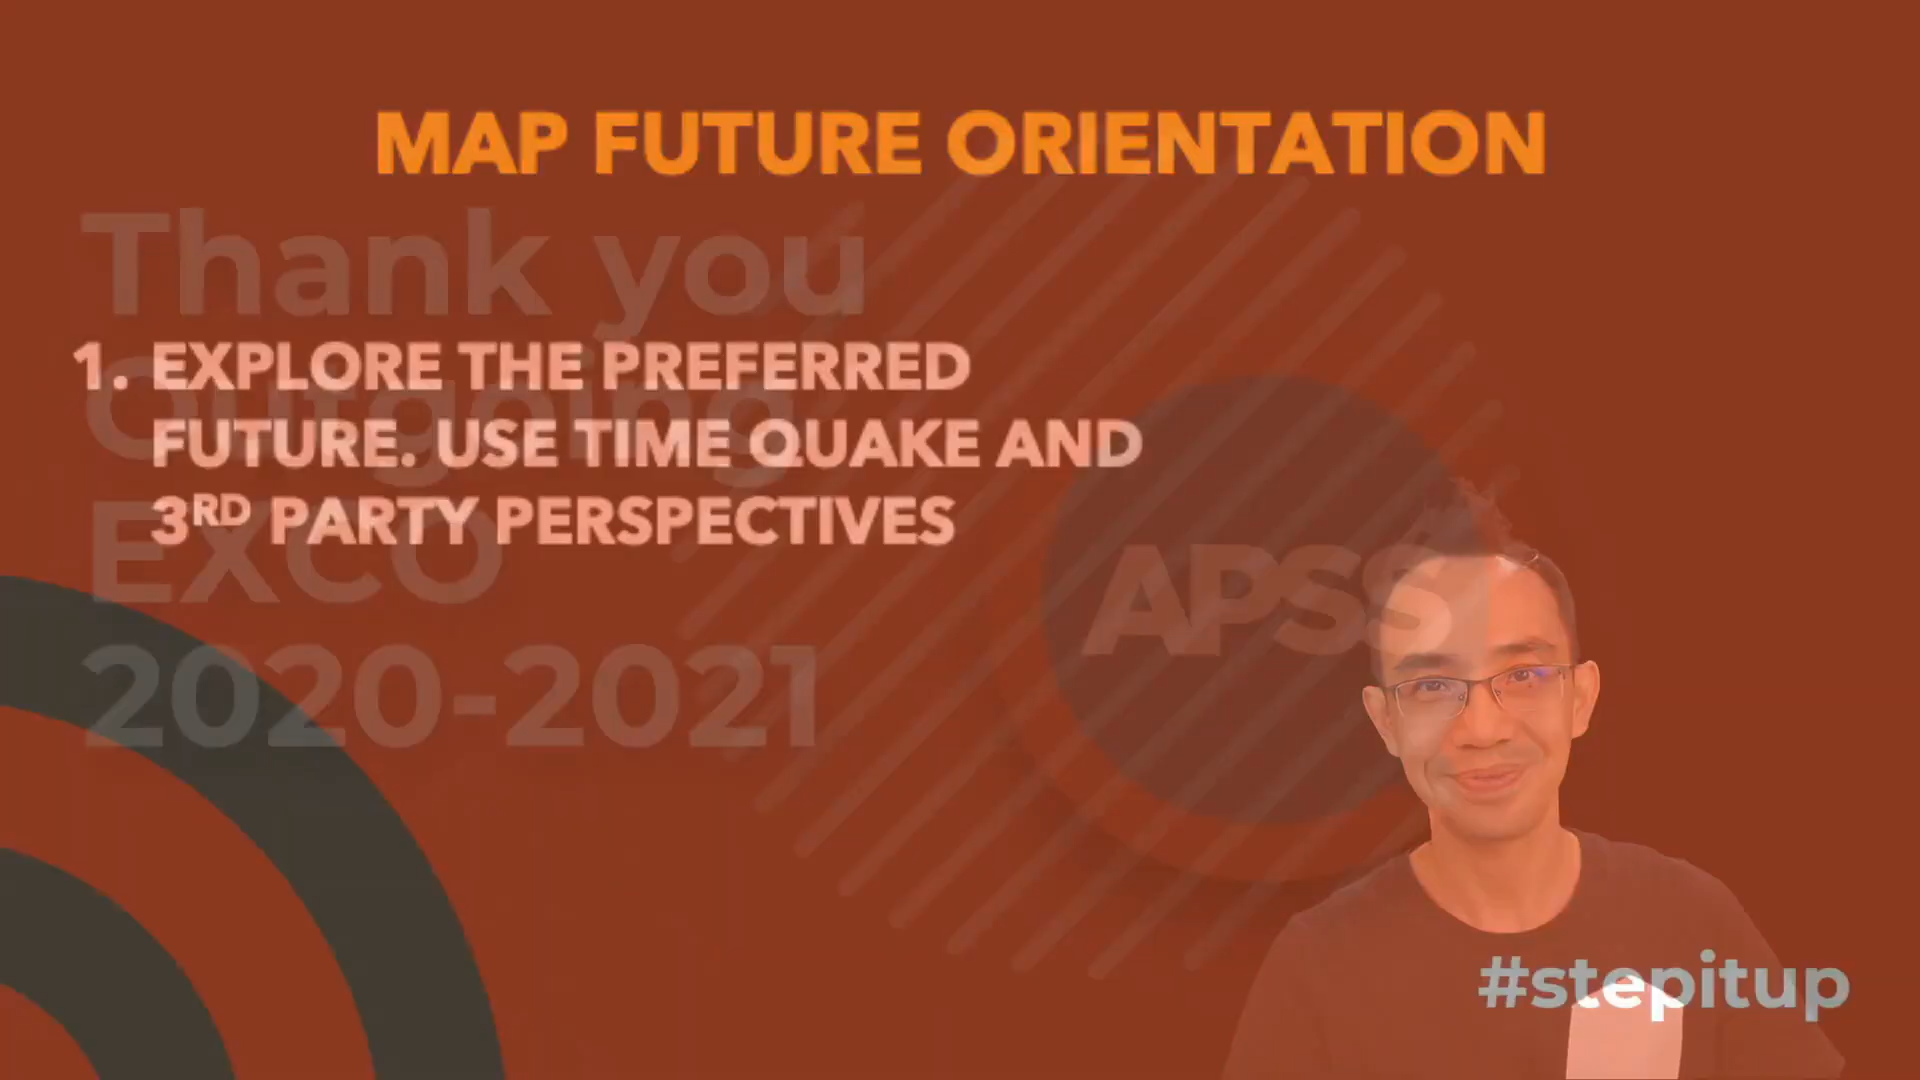 MAP FUTURE ORIENTATION
Thank you
Outgoing
EXCO
2020-2021
1. EXPLORE THE PREFERRED
FUTURE. USE TIME QUAKE AND
3RD PARTY PERSPECTIVES
APSS
#stepitup